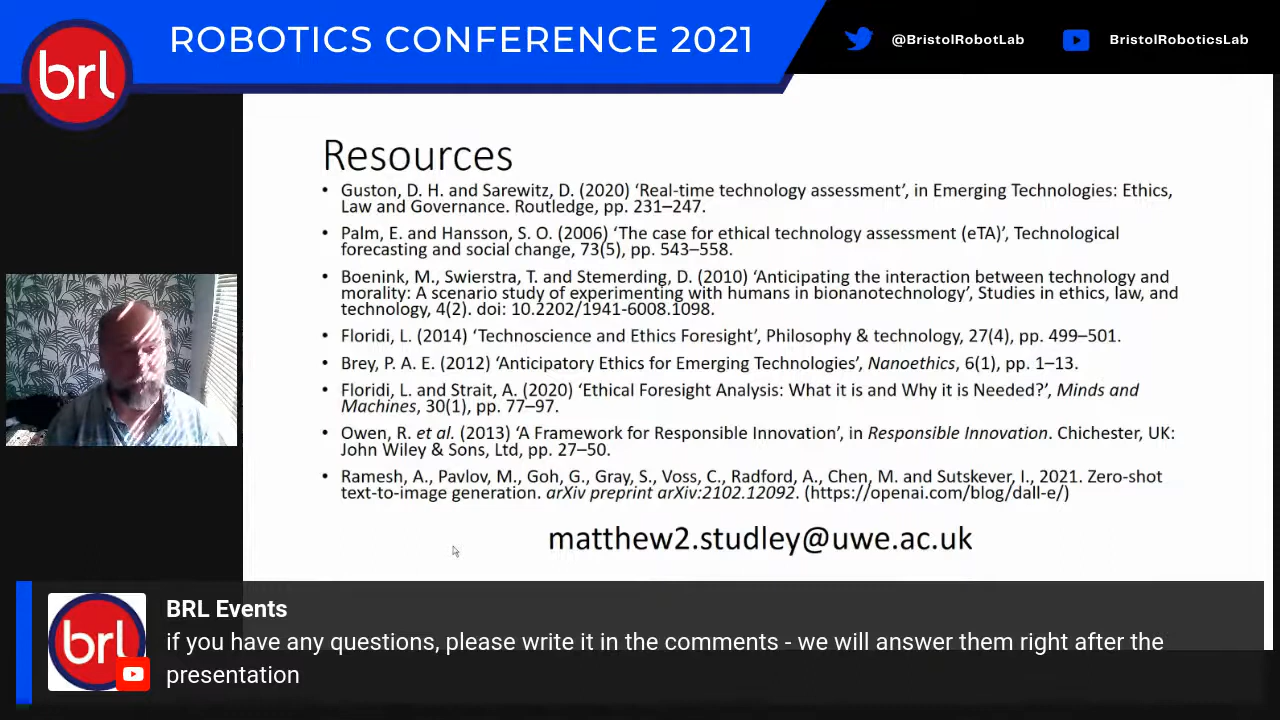 brl
ROBOTICS CONFERENCE 2021
@BristolRobotLab
BristolRoboticsLab
Resources
• Guston, D. H. and Sarewitz, D. (2020) ‘Real-time technology assessment’, in Emerging Technologies: Ethics,
Law and Governance. Routledge, pp. 231–247.
• Palm, E. and Hansson, S. O. (2006) ‘The case for ethical technology assessment (eTA)’, Technological
forecasting and social change, 73(5), pp. 543–558.
• Boenink, M., Swierstra, T. and Stemerding, D. (2010) ‘Anticipating the interaction between technology and
morality: A scenario study of experimenting with humans in bionanotechnology’, Studies in ethics, law, and
technology, 4(2). doi: 10.2202/1941-6008.1098.
• Floridi, L. (2014) ‘Technoscience and Ethics Foresight’, Philosophy & technology, 27(4), pp. 499–501.
• Brey, P. A. E. (2012) ‘Anticipatory Ethics for Emerging Technologies’, Nanoethics, 6(1), pp. 1–13.
• Floridi, L. and Strait, A. (2020) ‘Ethical Foresight Analysis: What it is and Why it is Needed?’, Minds and
Machines, 30(1), pp. 77–97.
• Owen, R. et al. (2013) ‘A Framework for Responsible Innovation’, in Responsible Innovation. Chichester, UK:
John Wiley & Sons, Ltd, pp. 27–50.
• Ramesh, A., Pavlov, M., Goh, G., Gray, S., Voss, C., Radford, A., Chen, M. and Sutskever, I., 2021. Zero-shot
text-to-image generation. arXiv preprint arXiv:2102.12092. (https://openai.com/blog/dall-e/)
matthew2.studley@uwe.ac.uk
brl
BRL Events
if you have any questions, please write it in the comments - we will answer them right after the
presentation